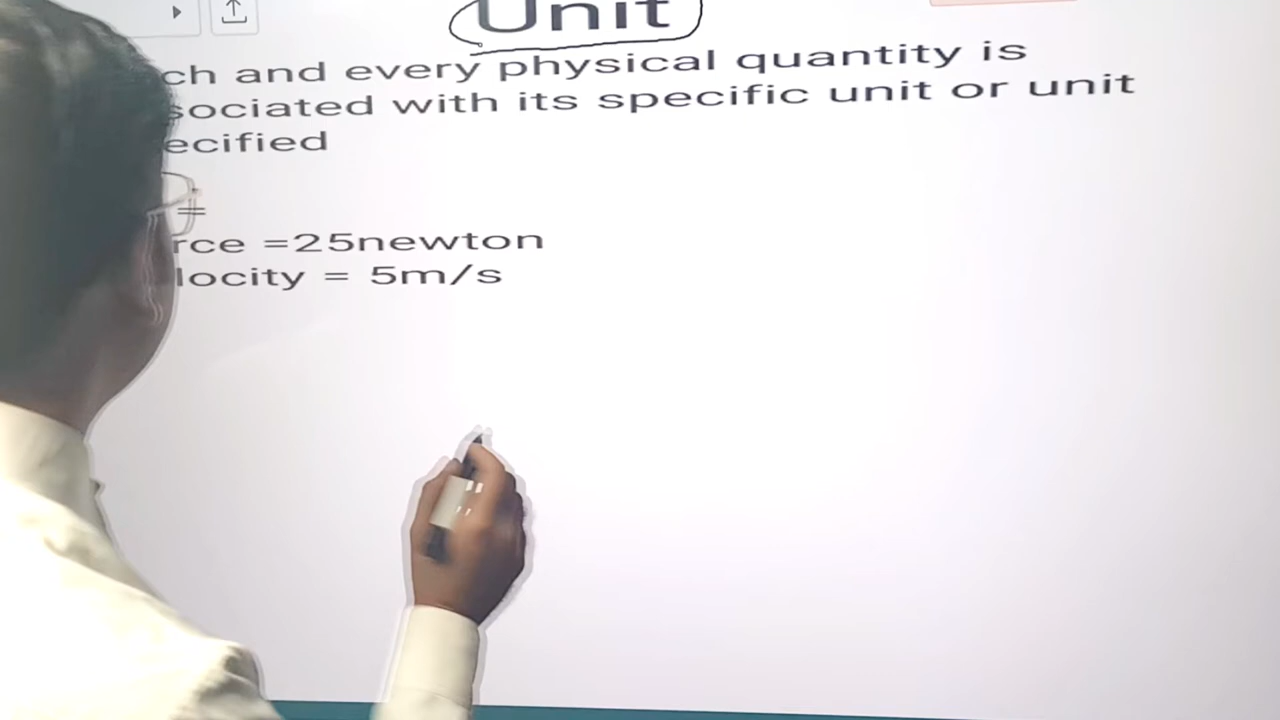 Unit
ch and every physical quantity is
sociated with its specific unit or unit
ecified
=
rce =25newton
locity = 5m/s